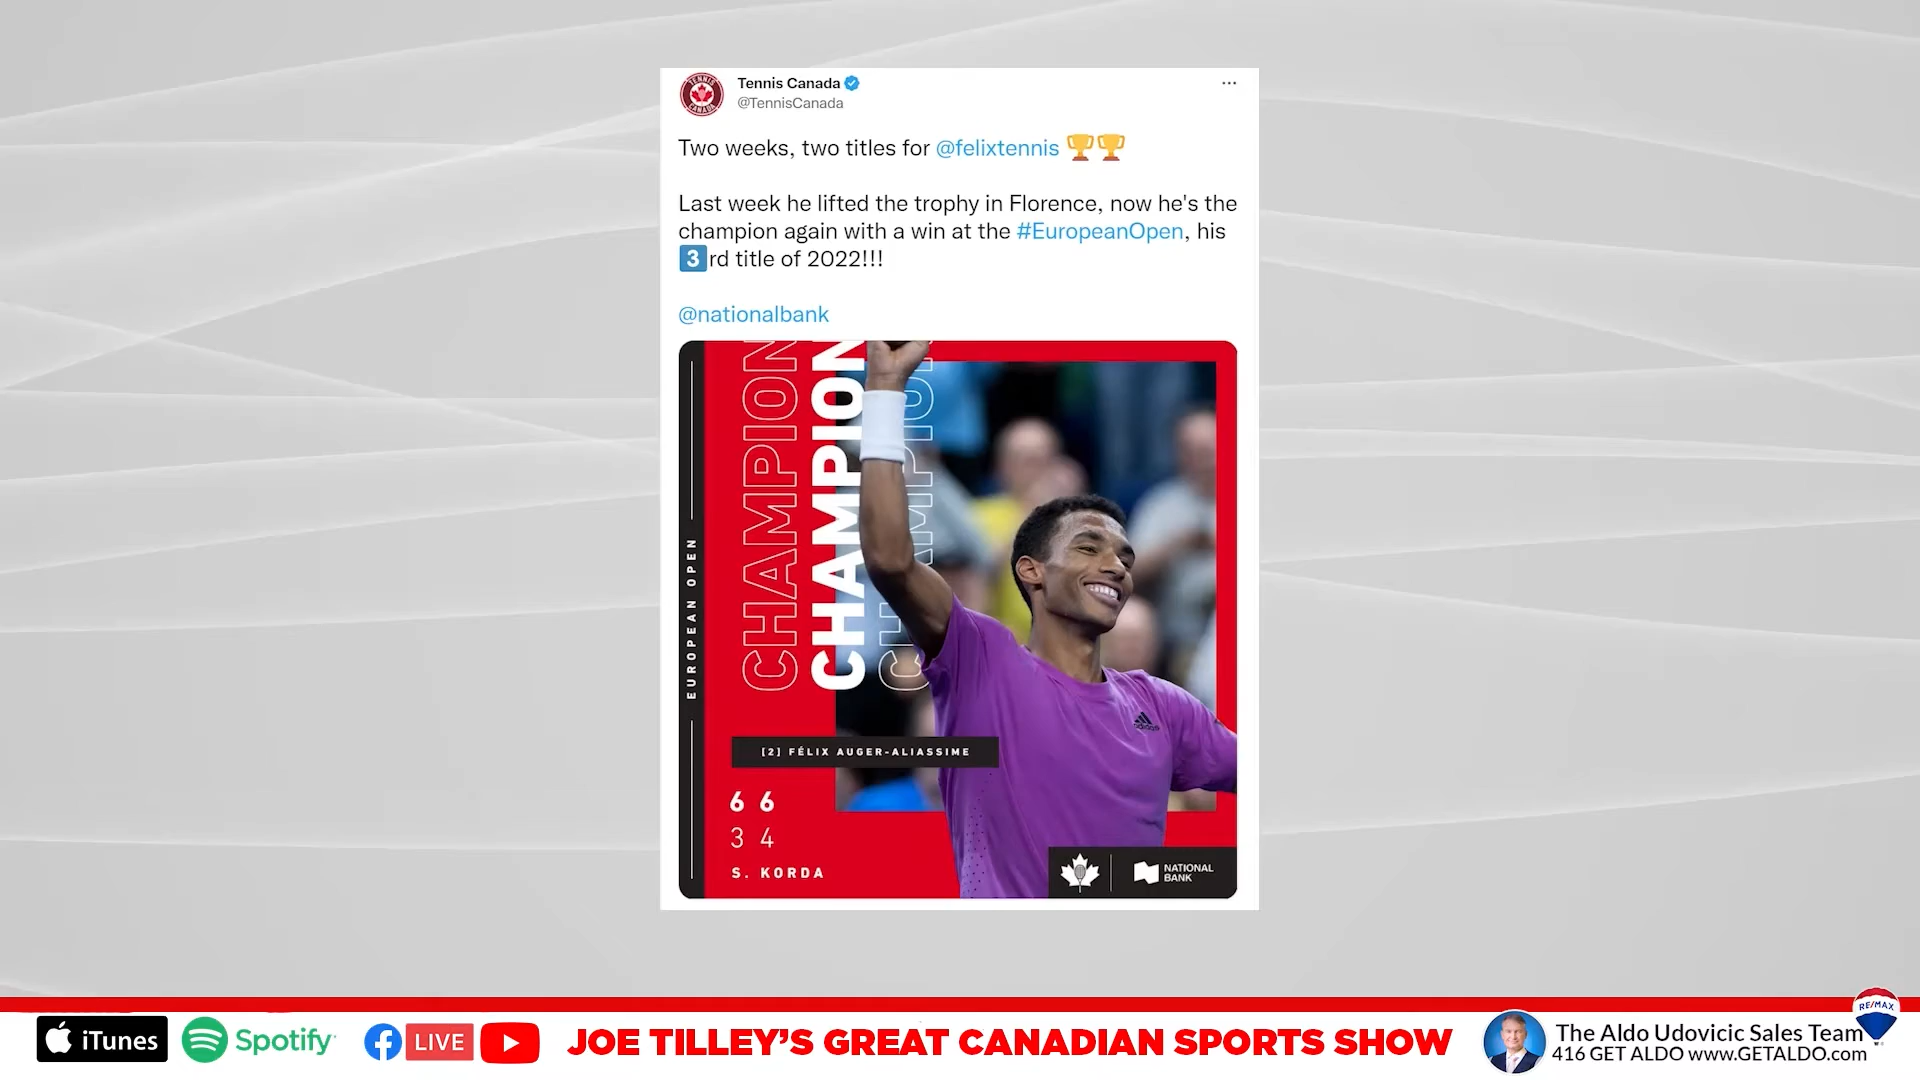 Tennis Canada
@TennisCanada
Two weeks, two titles for @felixtennis 🏆🏆
Last week he lifted the trophy in Florence, now he's the
champion again with a win at the #EuropeanOpen, his
3rd title of 2022!!!
@nationalbank
EUROPEAN OPEN
CHAMPION
CHAMPION
CHAMPION
adidas
[2] FÉLIX AUGER-ALIASSIME
6 6
3 4
S. KORDA
NATIONAL
BANK
iTunes
Spotify
LIVE
JOE TILLEY'S GREAT CANADIAN SPORTS SHOW
The Aldo Udovicic Sales Team
416 GET ALDO www.GETALDO.com
RE/MAX